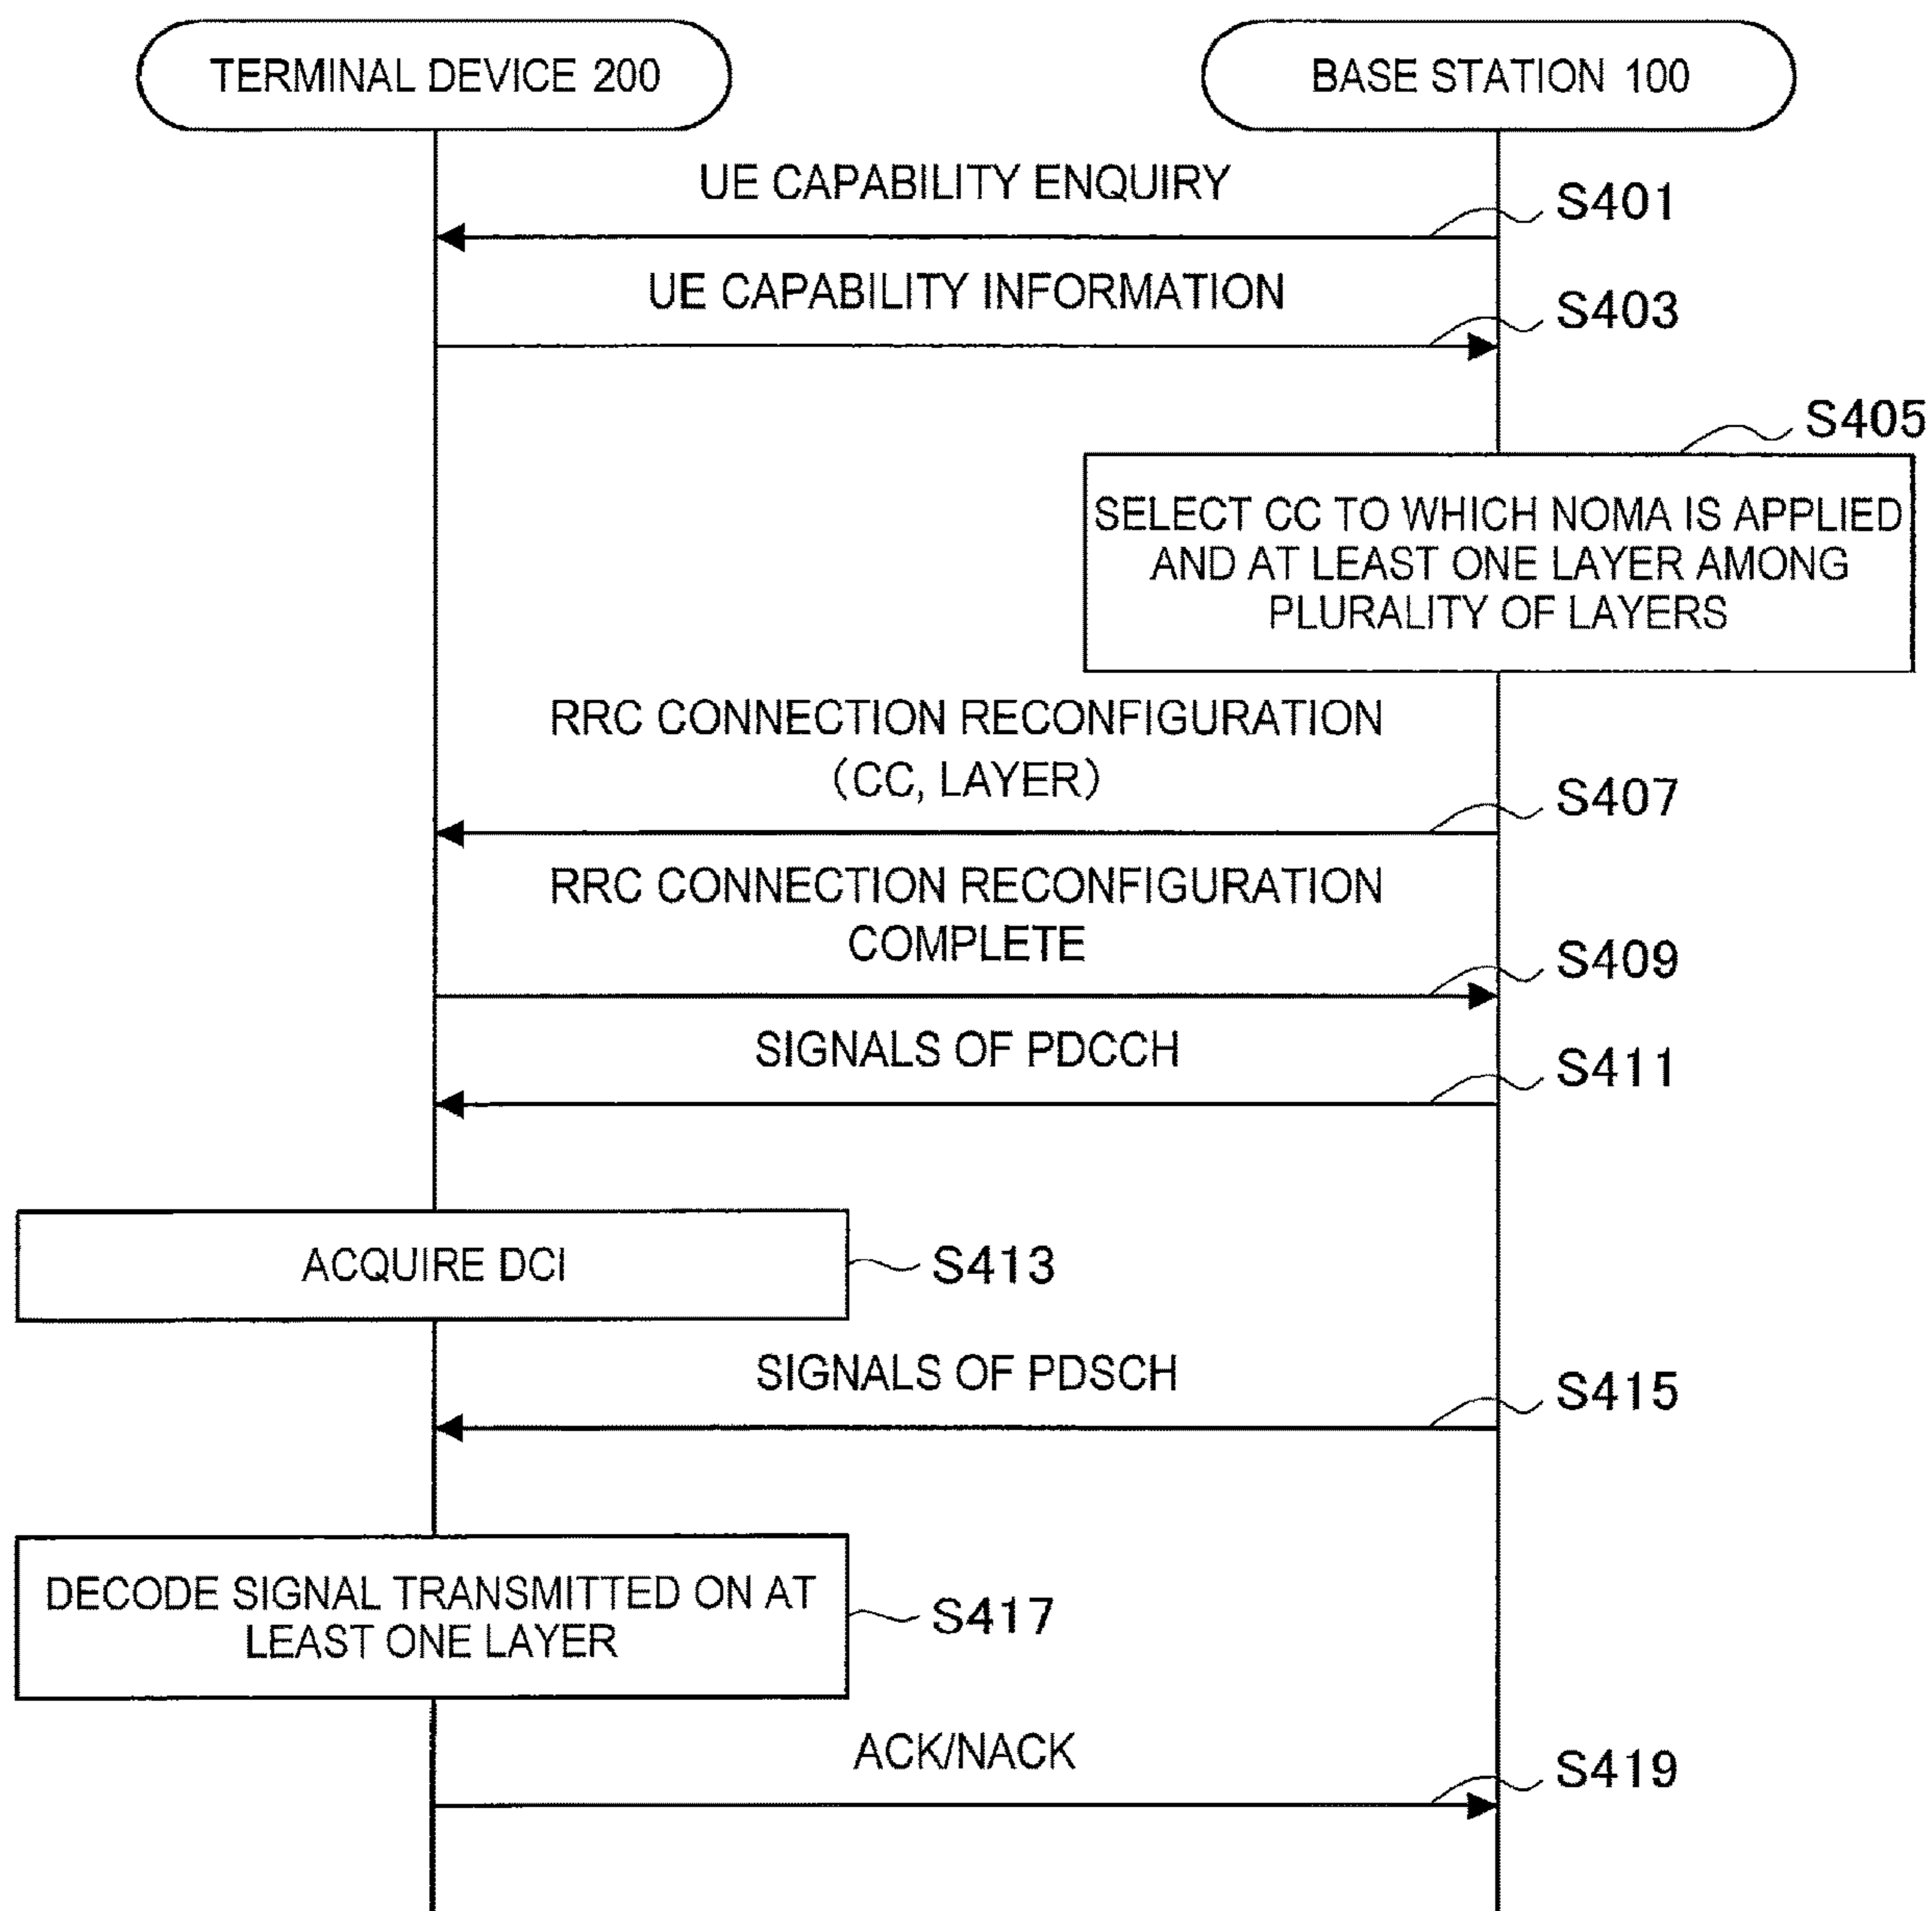 TERMINAL DEVICE 200
BASE STATION 100
UE CAPABILITY ENQUIRY
S401
UE CAPABILITY INFORMATION
S403
S405
SELECT CC TO WHICH NOMA IS APPLIED
AND AT LEAST ONE LAYER AMONG
PLURALITY OF LAYERS
RRC CONNECTION RECONFIGURATION
(CC, LAYER)
S407
RRC CONNECTION RECONFIGURATION
COMPLETE
S409
SIGNALS OF PDCCH
S411
ACQUIRE DCI
S413
SIGNALS OF PDSCH
S415
DECODE SIGNAL TRANSMITTED ON AT
LEAST ONE LAYER
S417
ACK/NACK
S419